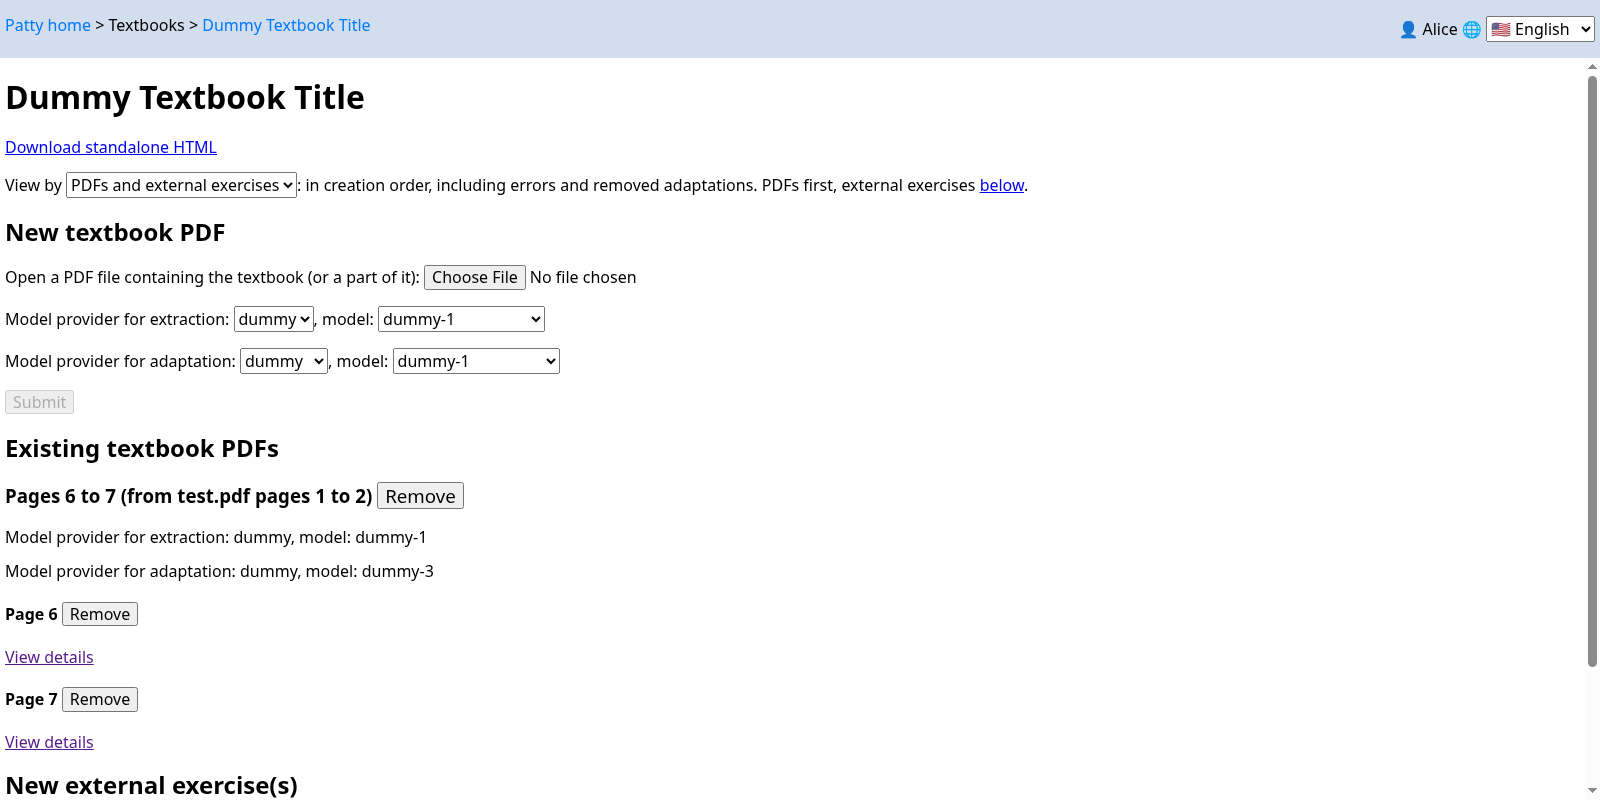 Patty home > Textbooks > Dummy Textbook Title
Alice English
Dummy Textbook Title
Download standalone HTML
View by PDFs and external exercises: in creation order, including errors and removed adaptations. PDFs first, external exercises below.
New textbook PDF
Open a PDF file containing the textbook (or a part of it): Choose File No file chosen
Model provider for extraction: dummy, model: dummy-1
Model provider for adaptation: dummy, model: dummy-1
Submit
Existing textbook PDFs
Pages 6 to 7 (from test.pdf pages 1 to 2) Remove
Model provider for extraction: dummy, model: dummy-1
Model provider for adaptation: dummy, model: dummy-3
Page 6 Remove
View details
Page 7 Remove
View details
New external exercise(s)